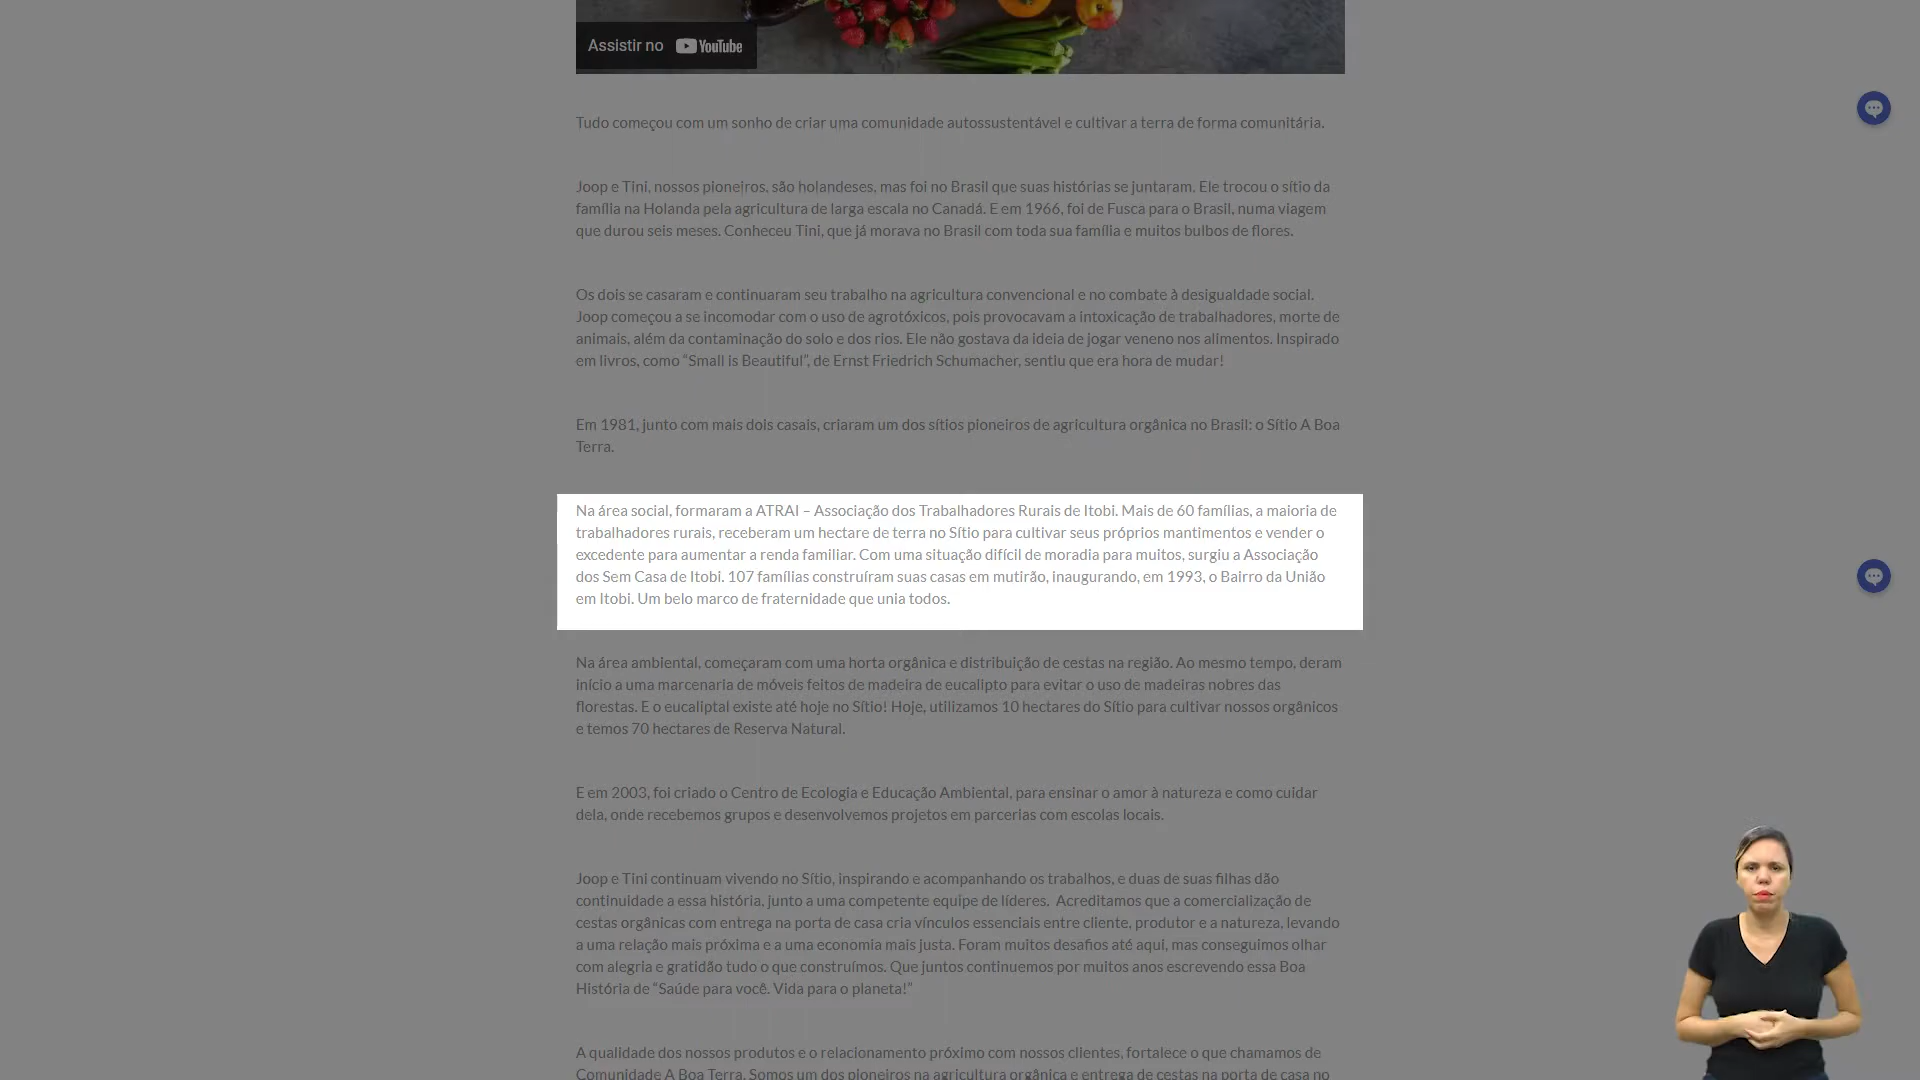 Assistir no YouTube
Tudo começou com um sonho de criar uma comunidade autossustentável e cultivar a terra de forma comunitária.
Joop e Tini, nossos pioneiros, são holandeses, mas foi no Brasil que suas histórias se juntaram. Ele trocou o sítio da
família na Holanda pela agricultura de larga escala no Canadá. E em 1966, foi de Fusca para o Brasil, numa viagem
que durou seis meses. Conheceu Tini, que já morava no Brasil com toda sua família e muitos bulbos de flores.
Os dois se casaram e continuaram seu trabalho na agricultura convencional e no combate à desigualdade social.
Joop começou a se incomodar com o uso de agrotóxicos, pois provocavam a intoxicação de trabalhadores, morte de
animais, além da contaminação do solo e dos rios. Ele não gostava da ideia de jogar veneno nos alimentos. Inspirado
em livros, como “Small is Beautiful”, de Ernst Friedrich Schumacher, sentiu que era hora de mudar!
Em 1981, junto com mais dois casais, criaram um dos sítios pioneiros de agricultura orgânica no Brasil: o Sítio A Boa
Terra.
Na área social, formaram a ATRAI – Associação dos Trabalhadores Rurais de Itobi. Mais de 60 famílias, a maioria de
trabalhadores rurais, receberam um hectare de terra no Sítio para cultivar seus próprios mantimentos e vender o
excedente para aumentar a renda familiar. Com uma situação difícil de moradia para muitos, surgiu a Associação
dos Sem Casa de Itobi. 107 famílias construíram suas casas em mutirão, inaugurando, em 1993, o Bairro da União
em Itobi. Um belo marco de fraternidade que unia todos.
Na área ambiental, começaram com uma horta orgânica e distribuição de cestas na região. Ao mesmo tempo, deram
início a uma marcenaria de móveis feitos de madeira de eucalipto para evitar o uso de madeiras nobres das
florestas. E o eucaliptal existe até hoje no Sítio! Hoje, utilizamos 10 hectares do Sítio para cultivar nossos orgânicos
e temos 70 hectares de Reserva Natural.
E em 2003, foi criado o Centro de Ecologia e Educação Ambiental, para ensinar o amor à natureza e como cuidar
dela, onde recebemos grupos e desenvolvemos projetos em parcerias com escolas locais.
Joop e Tini continuam vivendo no Sítio, inspirando e acompanhando os trabalhos, e duas de suas filhas dão
continuidade a essa história, junto a uma competente equipe de líderes. Acreditamos que a comercialização de
cestas orgânicas com entrega na porta de casa cria vínculos essenciais entre cliente, produtor e a natureza, levando
a uma relação mais próxima e a uma economia mais justa. Foram muitos desafios até aqui, mas conseguimos olhar
com alegria e gratidão tudo o que construímos. Que juntos continuemos por muitos anos escrevendo essa Boa
História de “Saúde para você. Vida para o planeta!”
A qualidade dos nossos produtos e o relacionamento próximo com nossos clientes, fortalece o que chamamos de
Comunidade A Boa Terra. Somos um dos pioneiros na agricultura orgânica e entrega de cestas na porta de casa no